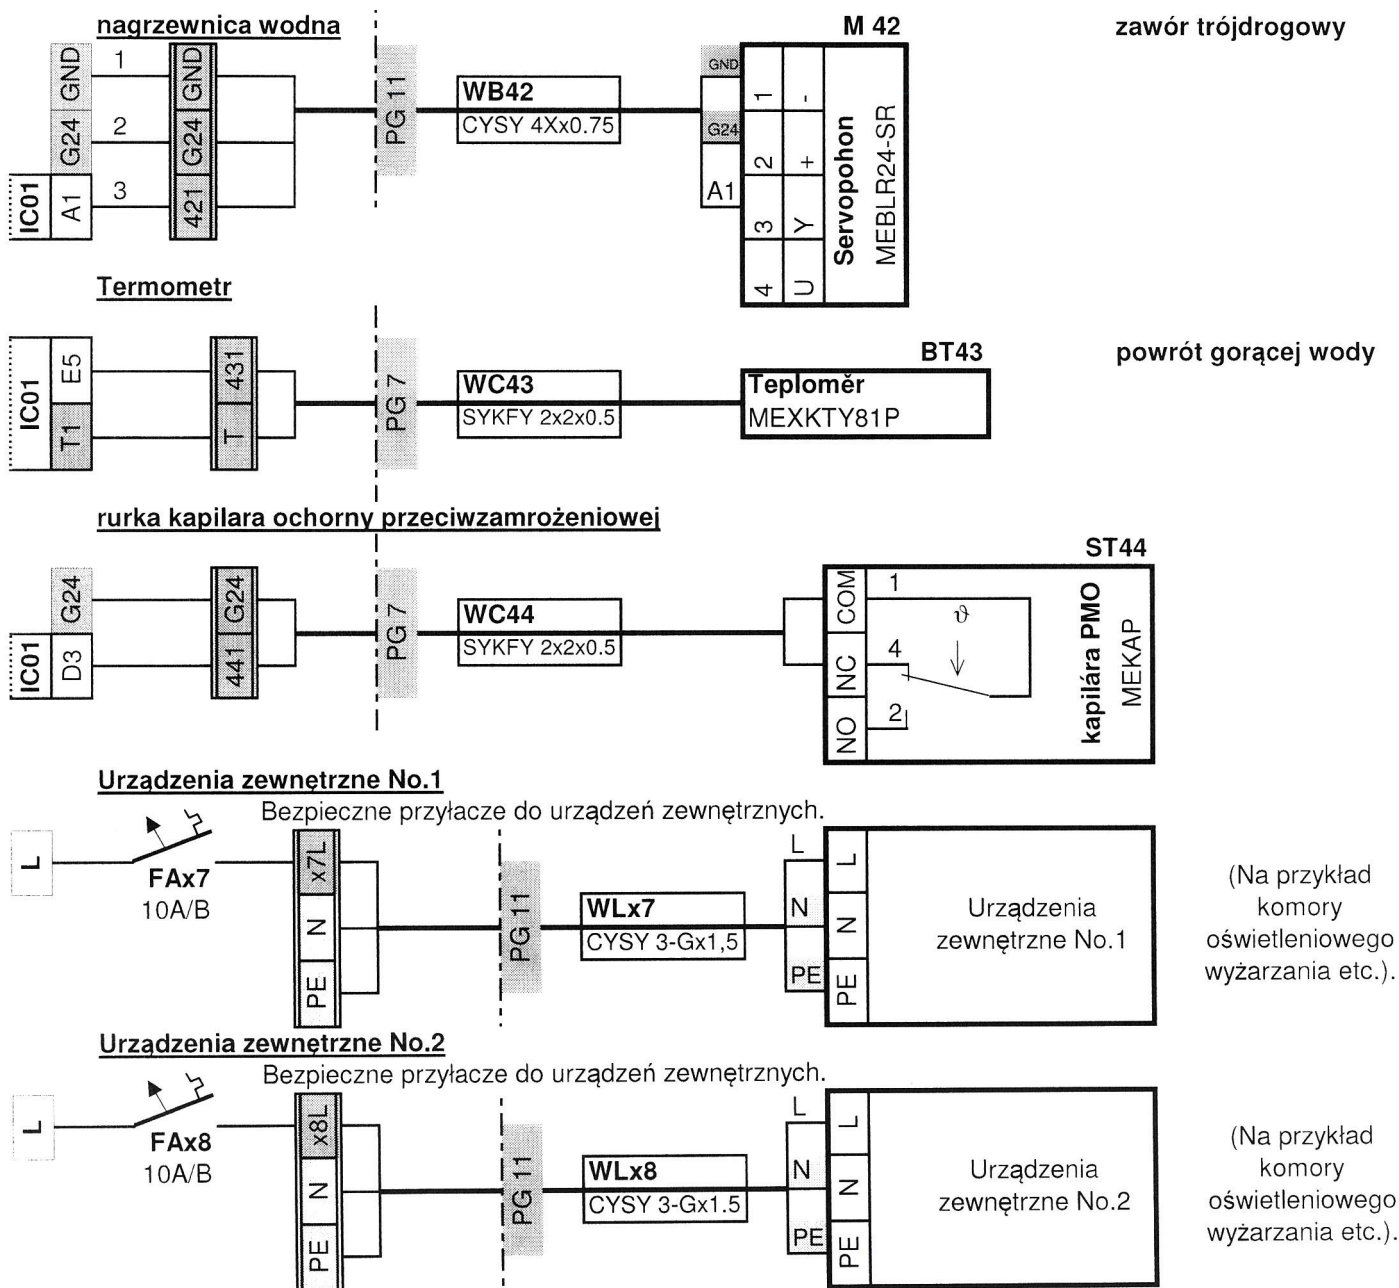 nagrzewnica wodna
M 42
zawór trójdrogowy
GND
1
GND
GND
1
-
G24
2
G24
PG 11
WB42
CYSY 4Xx0.75
G24
2
+
IC01
A1
3
421
A1
3
Y
4
U
Servopohon
MEBLR24-SR
Termometr
BT43
powrót gorącej wody
IC01
E5
T1
431
T
PG 7
WC43
SYKFY 2x2x0.5
Teploměr
MEXKTY81P
rurka kapilara ochorny przeciwzamrożeniowej
ST44
IC01
G24
D3
G24
441
PG 7
WC44
SYKFY 2x2x0.5
COM
1
NC
4
NO
2
ϑ
kapilára PMO
MEKAP
Urządzenia zewnętrzne No.1
Bezpieczne przyłacze do urządzeń zewnętrznych.
L
FAx7
10A/B
x7L
N
PE
PG 11
WLx7
CYSY 3-Gx1,5
L
N
PE
L
N
PE
Urządzenia
zewnętrzne No.1
(Na przykład
komory
oświetleniowego
wyżarzania etc.).
Urządzenia zewnętrzne No.2
Bezpieczne przyłacze do urządzeń zewnętrznych.
L
FAx8
10A/B
x8L
N
PE
PG 11
WLx8
CYSY 3-Gx1.5
L
N
PE
L
N
PE
Urządzenia
zewnętrzne No.2
(Na przykład
komory
oświetleniowego
wyżarzania etc.).